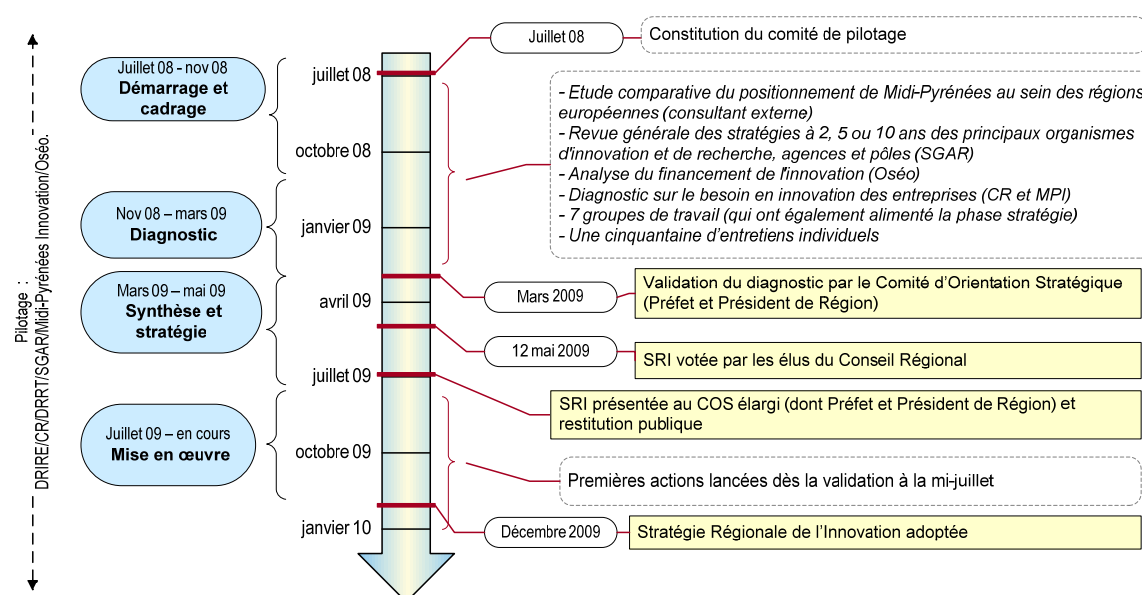 Pilotage :
DRIRE/CR/DRRT/SGAR/Midi-Pyrénées Innovation/Oséo.
Juillet 08 - nov 08
Démarrage et
cadrage
Nov 08 – mars 09
Diagnostic
Mars 09 – mai 09
Synthèse et
stratégie
Juillet 09 – en cours
Mise en œuvre
juillet 08
octobre 08
janvier 09
avril 09
juillet 09
octobre 09
janvier 10
Juillet 08
Constitution du comité de pilotage
- Etude comparative du positionnement de Midi-Pyrénées au sein des régions
européennes (consultant externe)
- Revue générale des stratégies à 2, 5 ou 10 ans des principaux organismes
d'innovation et de recherche, agences et pôles (SGAR)
- Analyse du financement de l'innovation (Oséo)
- Diagnostic sur le besoin en innovation des entreprises (CR et MPI)
- 7 groupes de travail (qui ont également alimenté la phase stratégie)
- Une cinquantaine d'entretiens individuels
Mars 2009
Validation du diagnostic par le Comité d'Orientation Stratégique
(Préfet et Président de Région)
12 mai 2009
SRI votée par les élus du Conseil Régional
SRI présentée au COS élargi (dont Préfet et Président de Région) et
restitution publique
Premières actions lancées dès la validation à la mi-juillet
Décembre 2009
Stratégie Régionale de l'Innovation adoptée